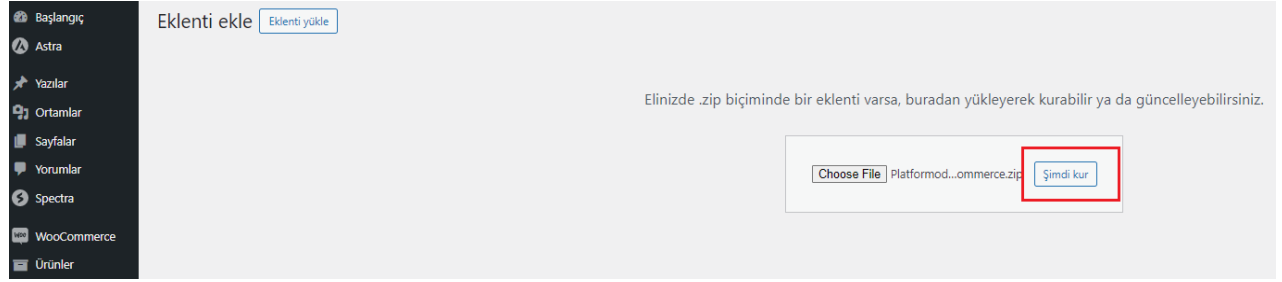 Başlangıç
Astra
Yazılar
Ortamlar
Sayfalar
Yorumlar
Spectra
WooCommerce
Ürünler
Eklenti ekle Eklenti yükle
Elinizde .zip biçiminde bir eklenti varsa, buradan yükleyerek kurabilir ya da güncelleyebilirsiniz.
Choose File Platformod...ommerce.zip Şimdi kur